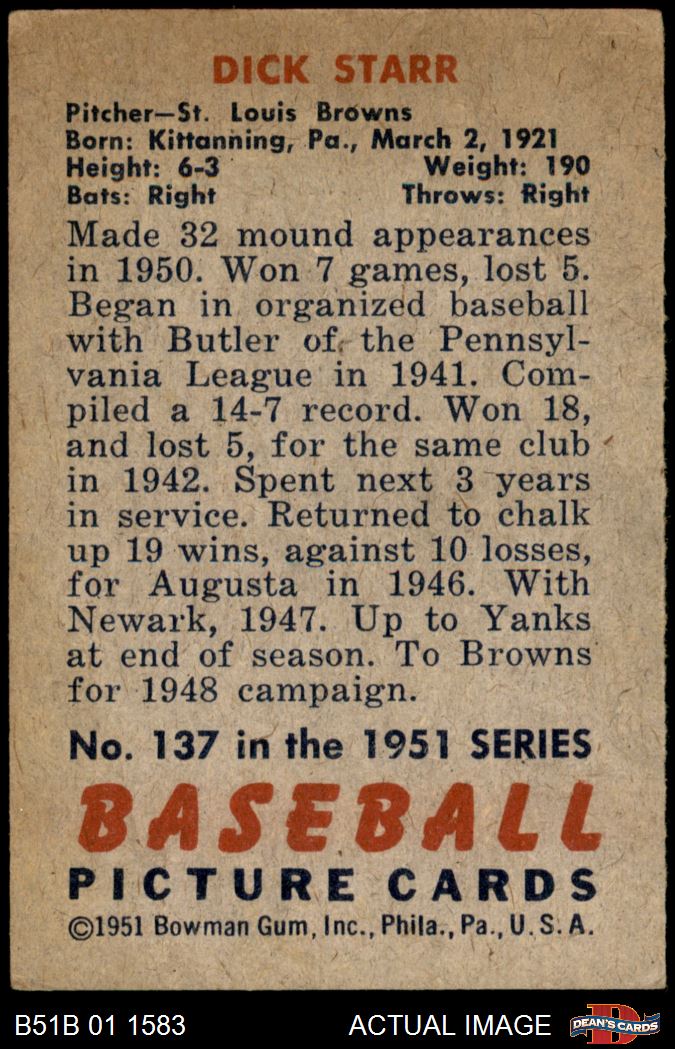 DICK STARR
Pitcher—St. Louis Browns
Born: Kittanning, Pa., March 2, 1921
Height: 6-3 Weight: 190
Bats: Right Throws: Right
Made 32 mound appearances
in 1950. Won 7 games, lost 5.
Began in organized baseball
with Butler of the Pennsyl-
vania League in 1941. Com-
piled a 14-7 record. Won 18,
and lost 5, for the same club
in 1942. Spent next 3 years
in service. Returned to chalk
up 19 wins, against 10 losses,
for Augusta in 1946. With
Newark, 1947. Up to Yanks
at end of season. To Browns
for 1948 campaign.
No. 137 in the 1951 SERIES
BASEBALL
PICTURE CARDS
©1951 Bowman Gum, Inc., Phila., Pa., U.S.A.
B51B 01 1583 ACTUAL IMAGE
D
DEAN'S CARDS